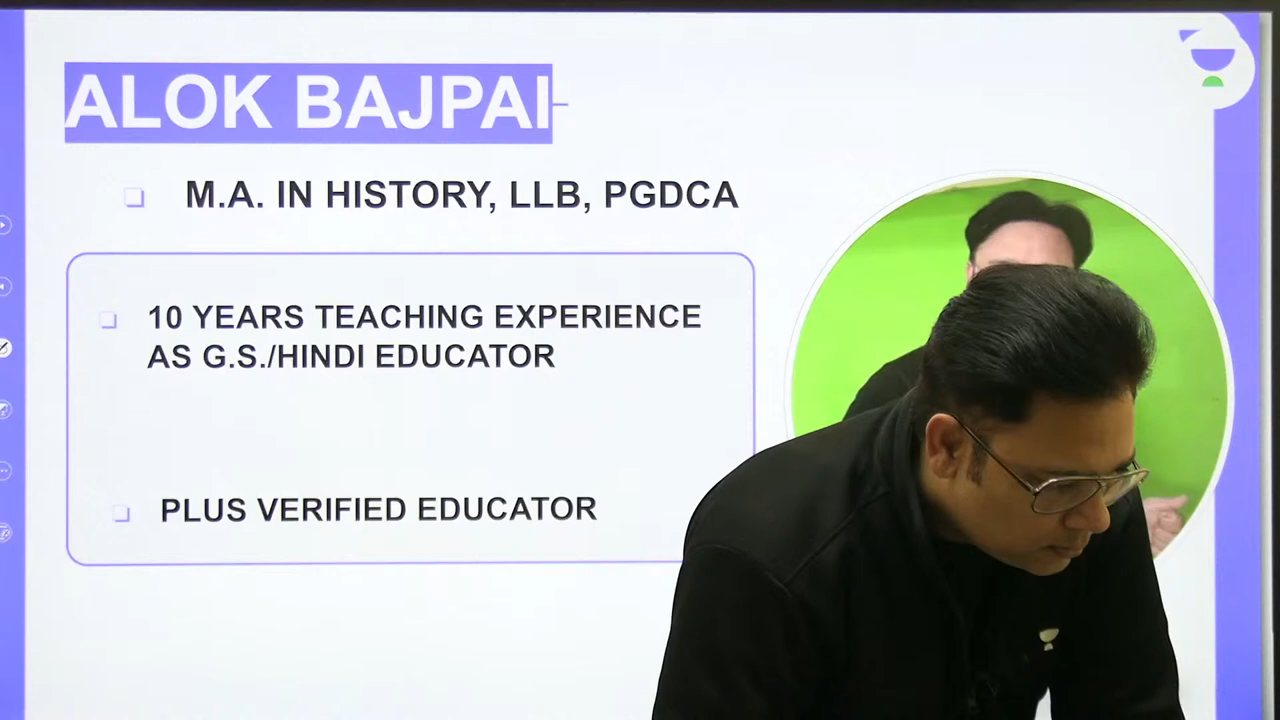 ALOK BAJPAI-
M.A. IN HISTORY, LLB, PGDCA
10 YEARS TEACHING EXPERIENCE
AS G.S./HINDI EDUCATOR
PLUS VERIFIED EDUCATOR